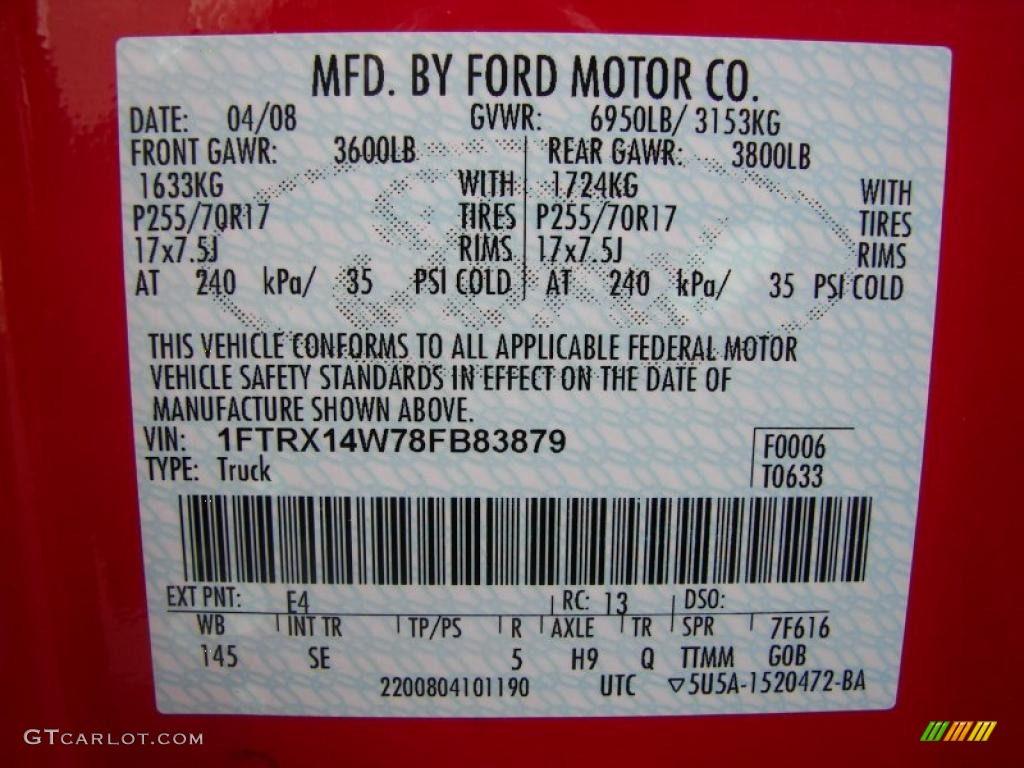 MFD. BY FORD MOTOR CO.
DATE: 04/08 GVWR: 6950LB/ 3153KG
FRONT GAWR: 3600LB REAR GAWR: 3800LB
1633KG WITH 1724KG WITH
P255/70R17 TIRES P255/70R17 TIRES
17x7.5J RIMS 17x7.5J RIMS
AT 240 kPa/ 35 PSI COLD AT 240 kPa/ 35 PSI COLD
THIS VEHICLE CONFORMS TO ALL APPLICABLE FEDERAL MOTOR
VEHICLE SAFETY STANDARDS IN EFFECT ON THE DATE OF
MANUFACTURE SHOWN ABOVE.
VIN: 1FTRX14W78FB83879 F0006
TYPE: Truck T0633
EXT PNT: E4 RC: 13 DSO:
WB INT TR TP/PS R AXLE TR SPR 7F616
145 SE 5 H9 Q TTMM GOB
2200804101190 UTC ▽5U5A-1520472-BA
GTCARLOT.COM